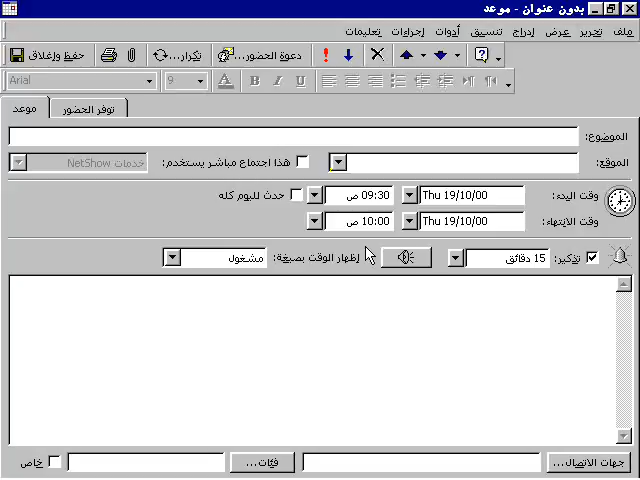 بدون عنوان - موعد
ملف تحرير عرض إدراج تنسيق أدوات إجراءات تعليمات
حفظ وإغلاق تكرار... دعوة الحضور...
Arial 9 A B I U
موعد توفر الحضور
الموضوع:
الموقع: هذا اجتماع مباشر يستخدم: خدمات NetShow
وقت البدء: Thu 19/10/00 09:30 ص حدث لليوم كله
وقت الانتهاء: Thu 19/10/00 10:00 ص
تذكير: 15 دقائق إظهار الوقت بصيغة: مشغول
جهات الاتصال... فئات... خاص